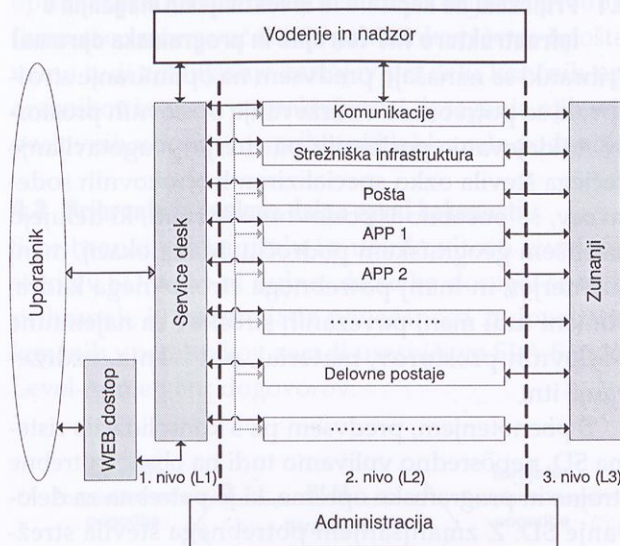 Vodenje in nadzor
Uporabnik
WEB dostop
Service desk
Komunikacije
Strežniška infrastruktura
Pošta
APP 1
APP 2
Delovne postaje
Zunanji
1. nivo (L1)
2. nivo (L2)
3. nivo (L3)
Administracija